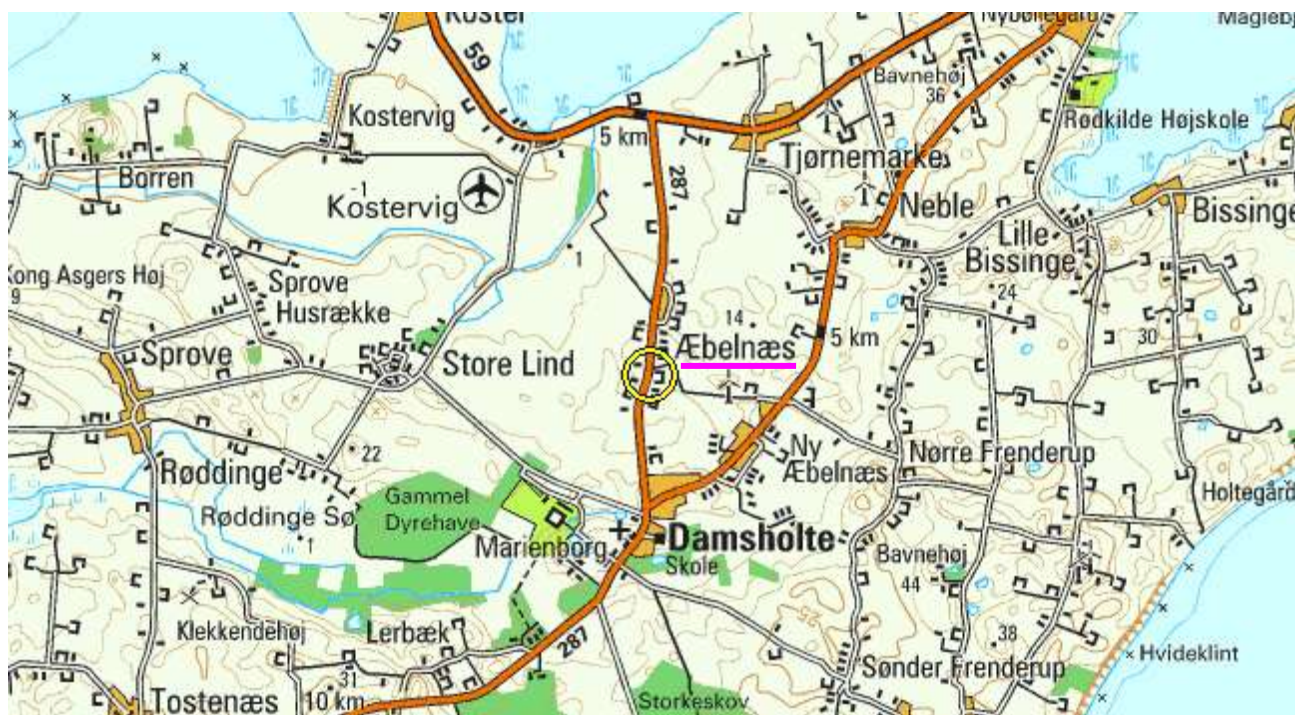 Koster
Nybøllegård
59
Bavnehøj
36
Kostervig
5 km
Rødkilde Højskole
Tjørnemarke
Borren
287
-1
Kostervig
Neble
Bissinge
Lille
Bissinge
Kong Asgers Høj
9
Sprove
Husrække
1
24
14
30
5 km
Sprove
Store Lind
Æbelnæs
22
Ny
Æbelnæs
Nørre Frenderup
Røddinge
Gammel
Dyrehave
Holtegård
Røddinge Sø
1
Marienborg
Damsholte
Skole
Bavnehøj
44
Klekkendehøj
Lerbæk
287
38
Hvideklint
31
Sønder Frenderup
Tostenæs
10 km
Storkeskov